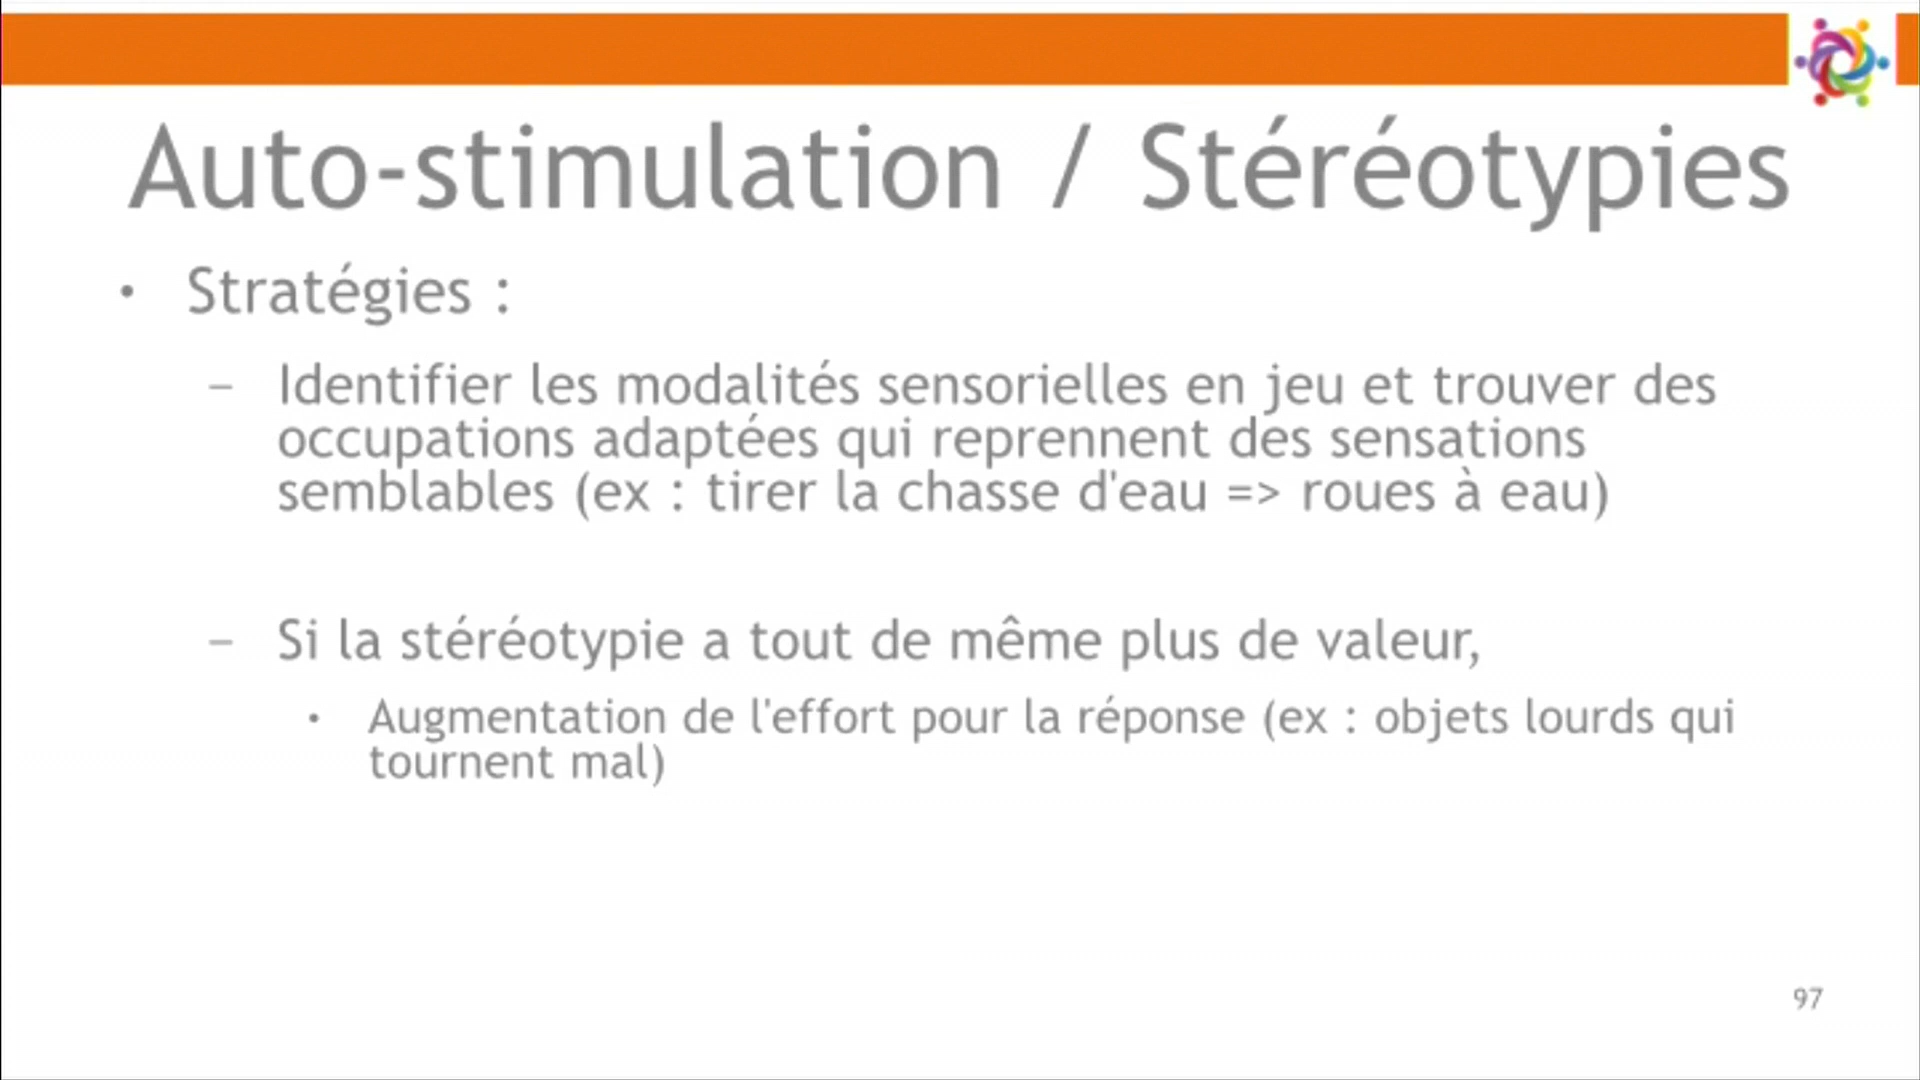 Auto-stimulation / Stéréotypies
• Stratégies :
– Identifier les modalités sensorielles en jeu et trouver des
occupations adaptées qui reprennent des sensations
semblables (ex : tirer la chasse d'eau => roues à eau)
– Si la stéréotypie a tout de même plus de valeur,
• Augmentation de l'effort pour la réponse (ex : objets lourds qui
tournent mal)
97